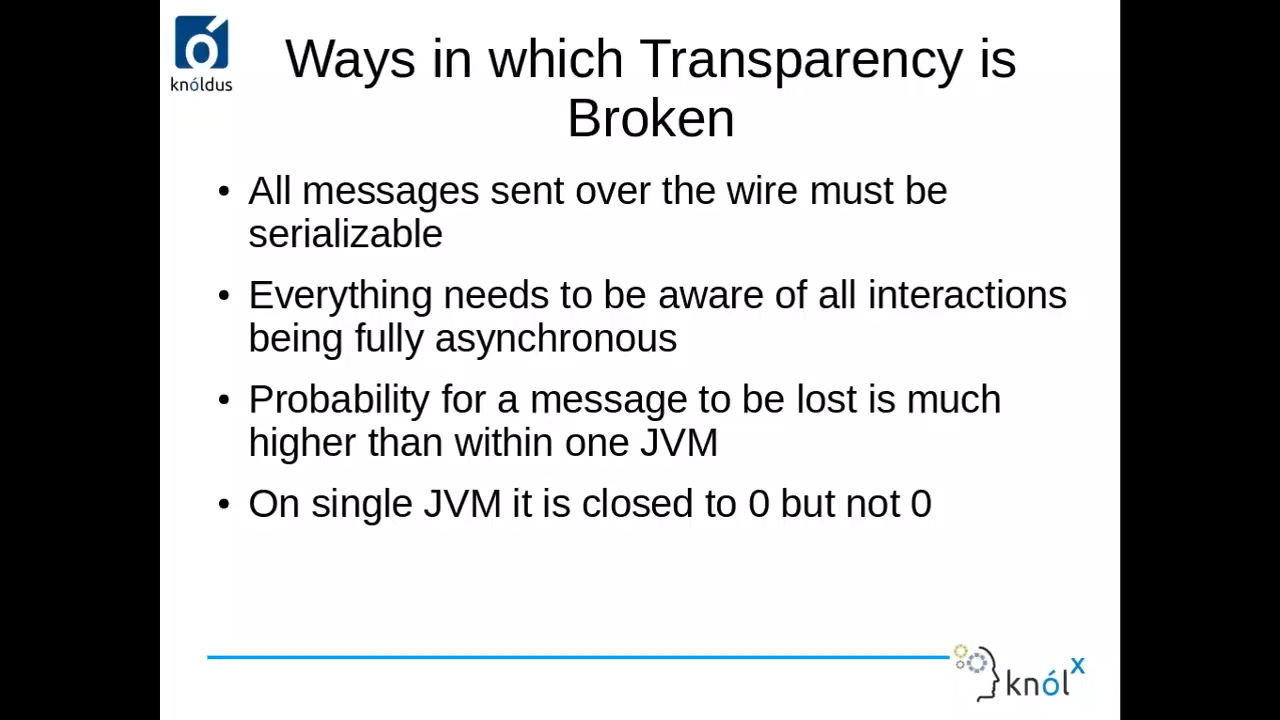 knóldus
Ways in which Transparency is
Broken
• All messages sent over the wire must be
serializable
• Everything needs to be aware of all interactions
being fully asynchronous
• Probability for a message to be lost is much
higher than within one JVM
• On single JVM it is closed to 0 but not 0
knól x